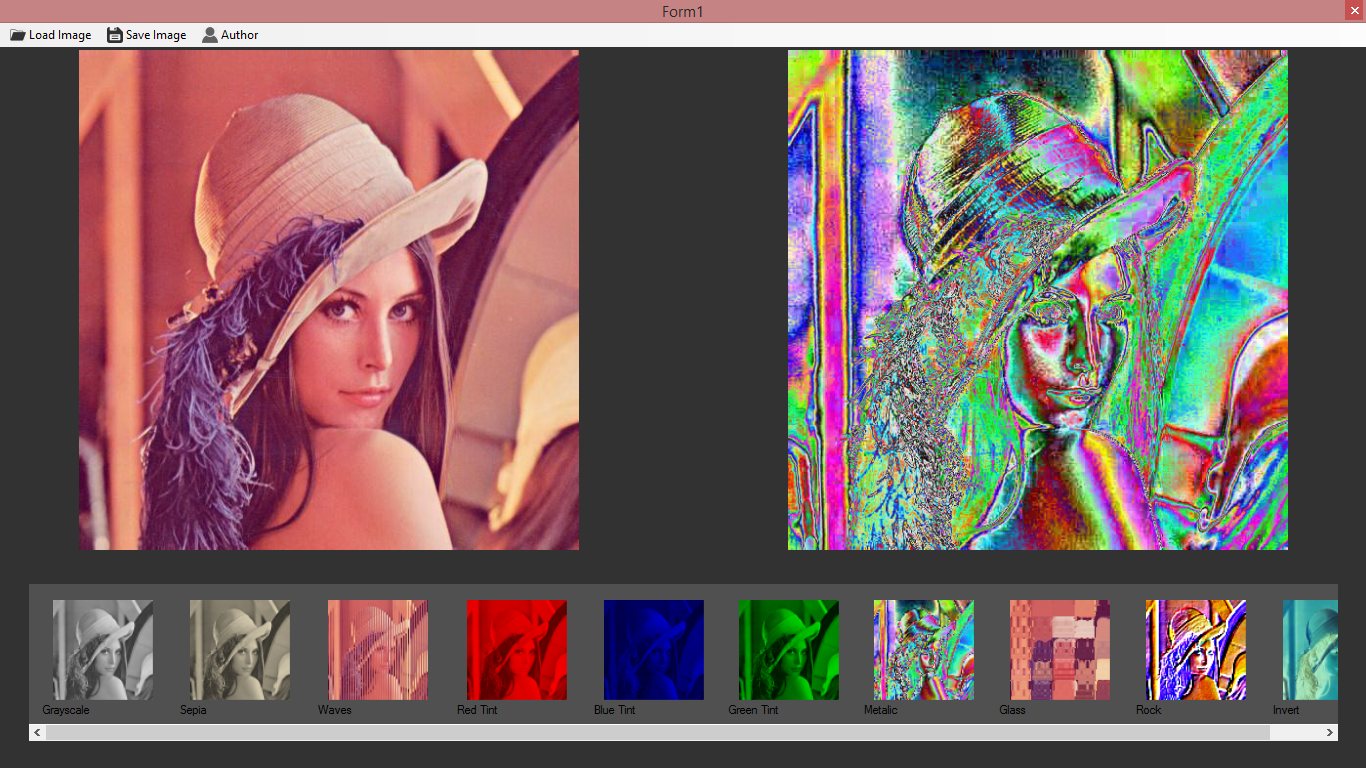 Form1
Load Image Save Image Author
Grayscale Sepia Waves Red Tint Blue Tint Green Tint Metalic Glass Rock Invert